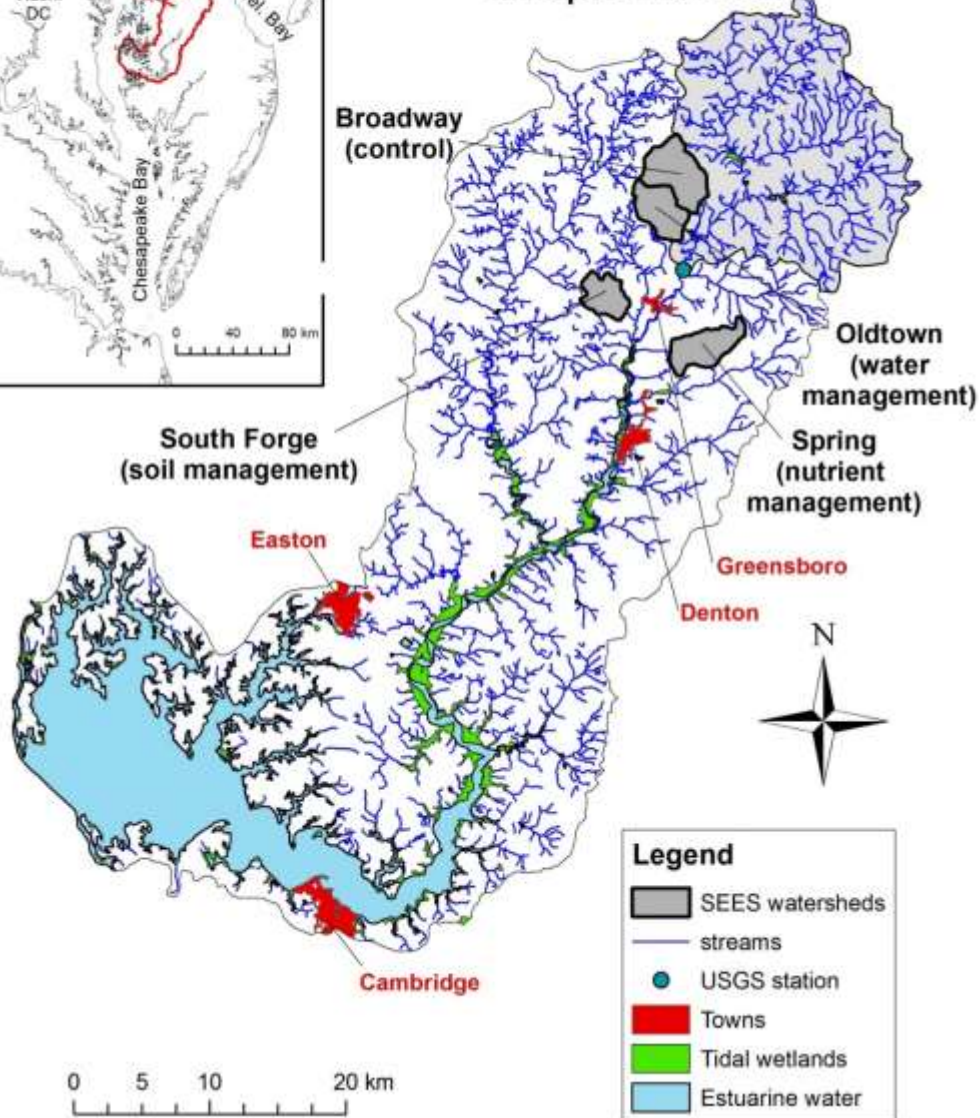 DC
el. Bay
Chesapeake Bay
0 40 80 km
Broadway
(control)
Oldtown
(water
management)
South Forge
(soil management)
Spring
(nutrient
management)
Easton
Greensboro
Denton
N
Cambridge
Legend
SEES watersheds
streams
USGS station
Towns
Tidal wetlands
Estuarine water
0 5 10 20 km